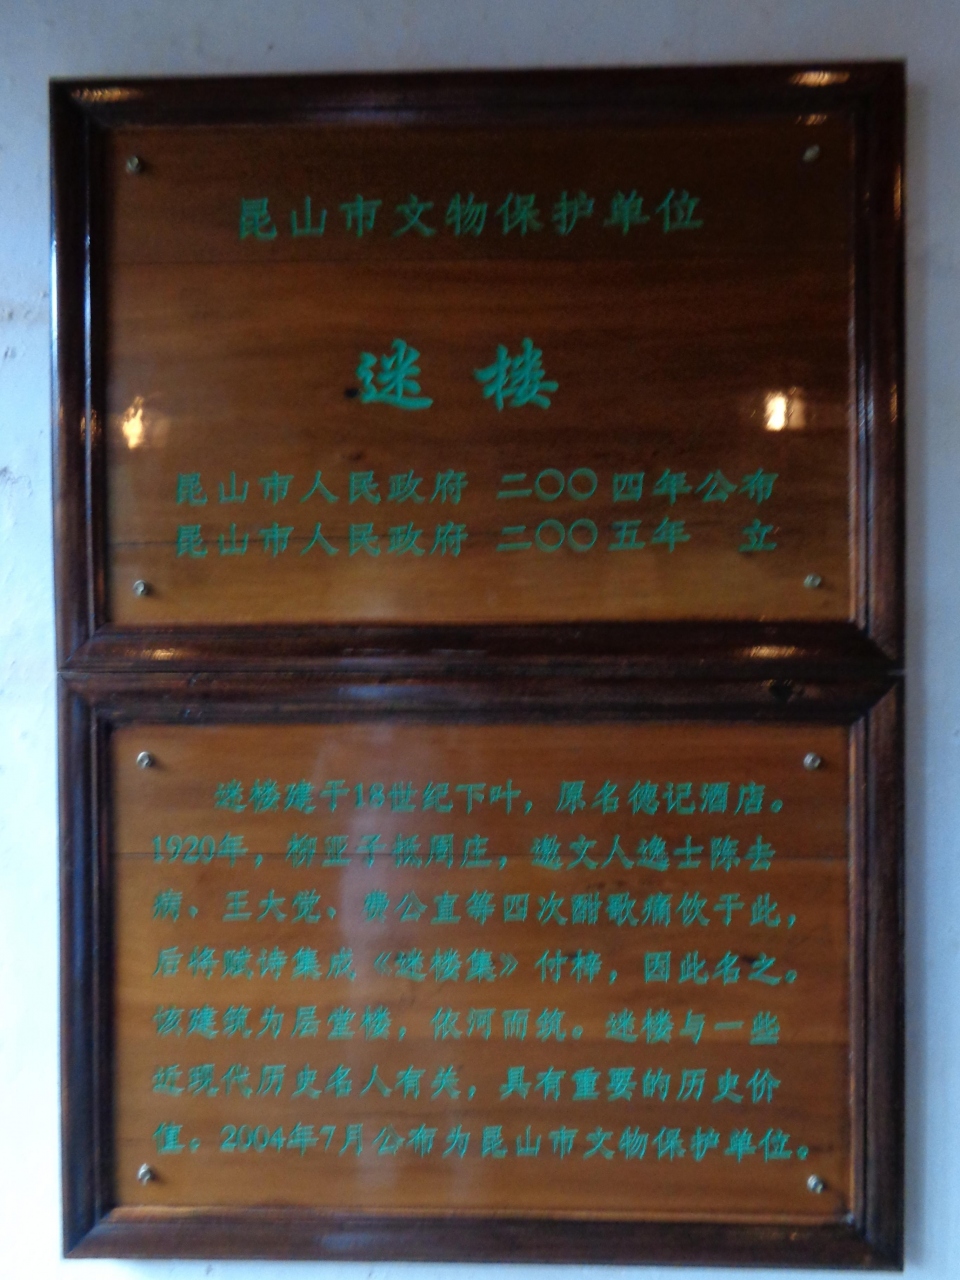 昆山市文物保护单位
迷楼
昆山市人民政府 二〇〇四年公布
昆山市人民政府 二〇〇五年 立
迷楼建于18世纪下叶，原名德记酒店。
1920年，柳亚子抵周庄，邀文人逸士陈去
病、王大觉、费公直等四次酣歌痛饮于此，
后将赋诗集成《迷楼集》付梓，因此名之。
该建筑为层堂楼，依河而筑。迷楼与一些
近现代历史名人有关，具有重要的历史价
值。2004年7月公布为昆山市文物保护单位。